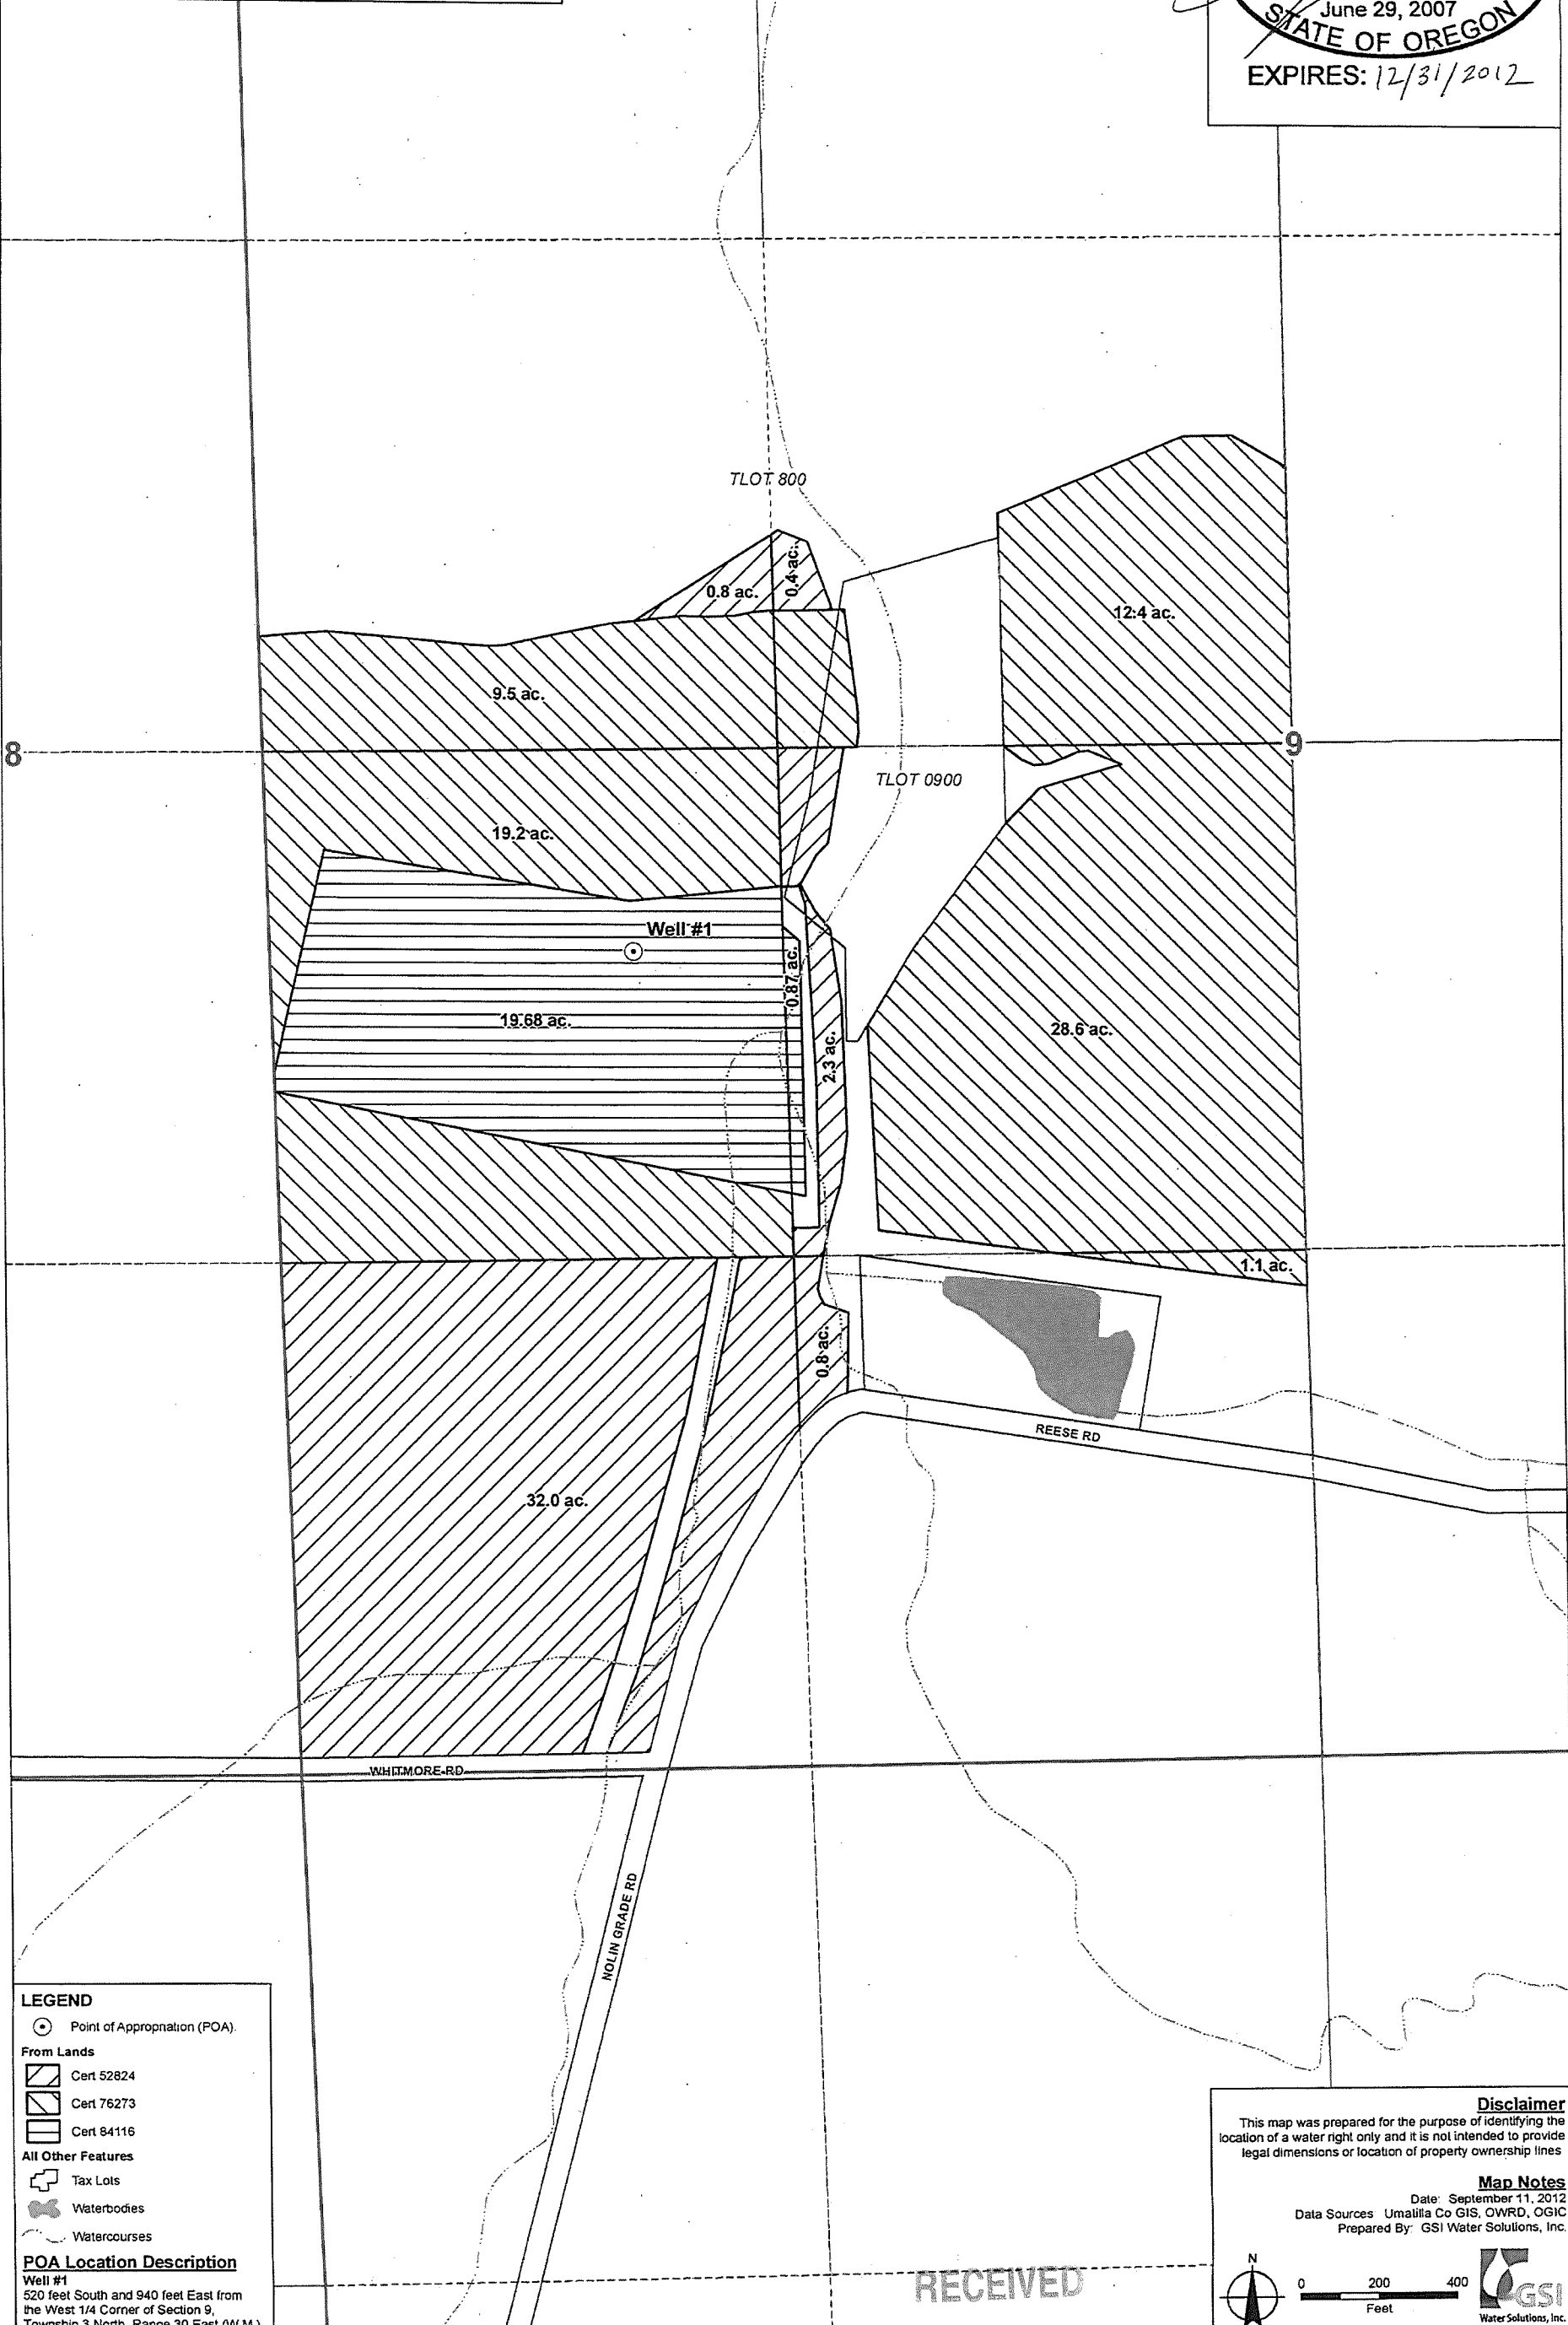 June 29, 2007
STATE OF OREGON
EXPIRES: 12/31/2012
TLOT 800
0.8 ac.
0.4 ac.
12.4 ac.
9.5 ac.
8
9
TLOT 0900
19.2 ac.
Well #1
0.87 ac.
19.68 ac.
28.6 ac.
2.3 ac.
1.1 ac.
0.8 ac.
REESE RD
32.0 ac.
WHITMORE RD
NOLIN GRADE RD
LEGEND
Point of Appropriation (POA).
From Lands
Cert 52824
Cert 76273
Cert 84116
All Other Features
Tax Lots
Waterbodies
Watercourses
POA Location Description
Well #1
520 feet South and 940 feet East from
the West 1/4 Corner of Section 9,
Township 3 North, Range 30 East (W.M.)
RECEIVED
Disclaimer
This map was prepared for the purpose of identifying the
location of a water right only and it is not intended to provide
legal dimensions or location of property ownership lines
Map Notes
Date: September 11, 2012
Data Sources Umatilla Co GIS, OWRD, OGIC
Prepared By: GSI Water Solutions, Inc.
N
0 200 400
Feet
GSI
Water Solutions, Inc.